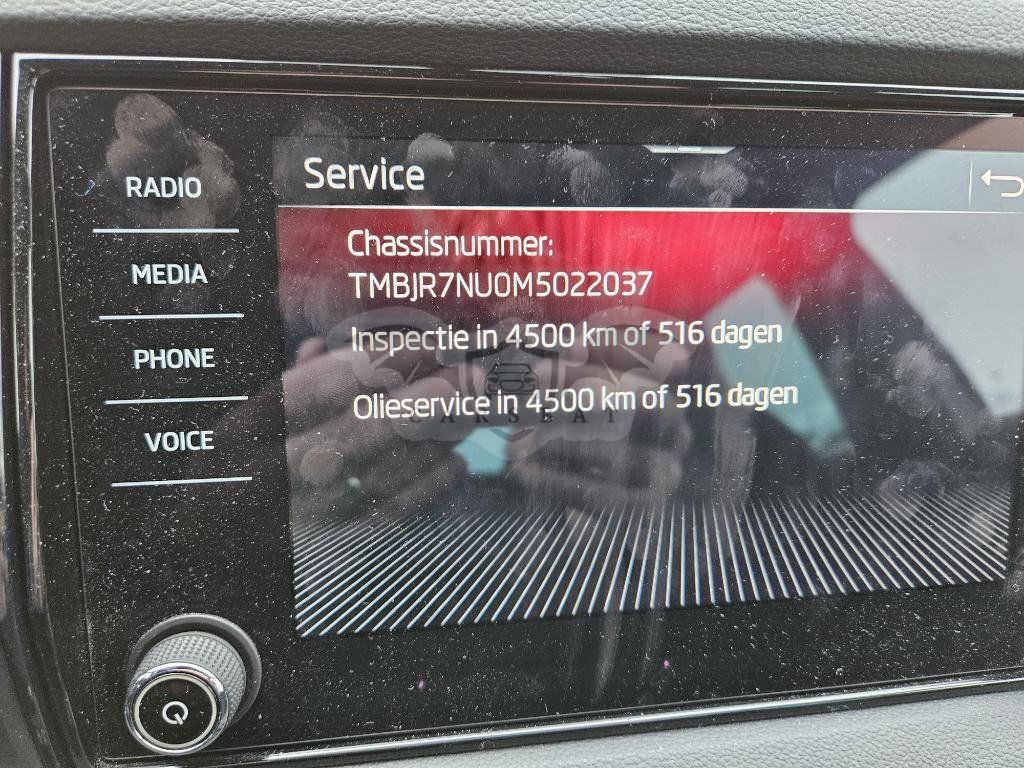 Service
RADIO
Chassisnummer:
TMBJR7NU0M5022037
MEDIA
Inspectie in 4500 km of 516 dagen
PHONE
Olieservice in 4500 km of 516 dagen
CARSBAT
VOICE